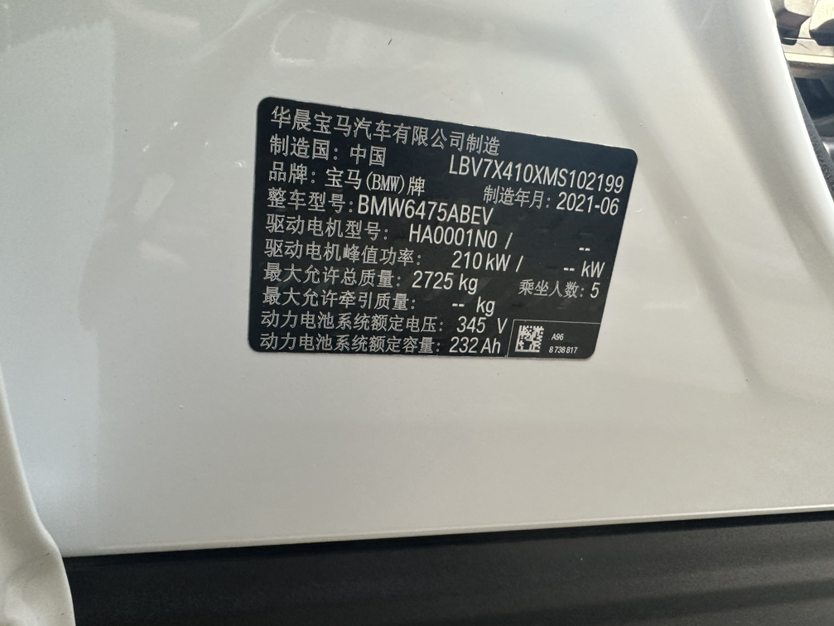 华晨宝马汽车有限公司制造
制造国：中国 LBV7X410XMS102199
品牌：宝马(BMW)牌 制造年月：2021-06
整车型号：BMW6475ABEV
驱动电机型号： HA0001N0 / --
驱动电机峰值功率： 210 kW / -- kW
最大允许总质量： 2725 kg 乘坐人数：5
最大允许牵引质量： -- kg
动力电池系统额定电压： 345 V A96
动力电池系统额定容量： 232 Ah 8 738 817